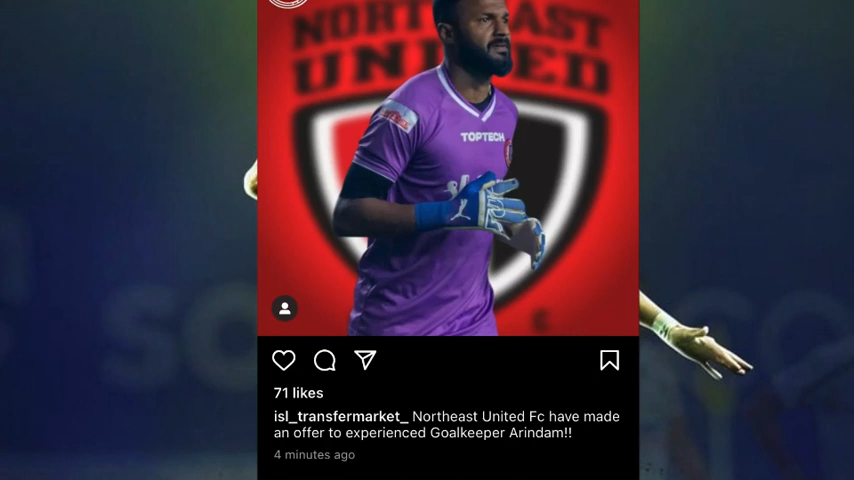 NORTHEAST
UNITED
TOPTECH
71 likes
isl_transfermarket_ Northeast United Fc have made
an offer to experienced Goalkeeper Arindam!!
4 minutes ago